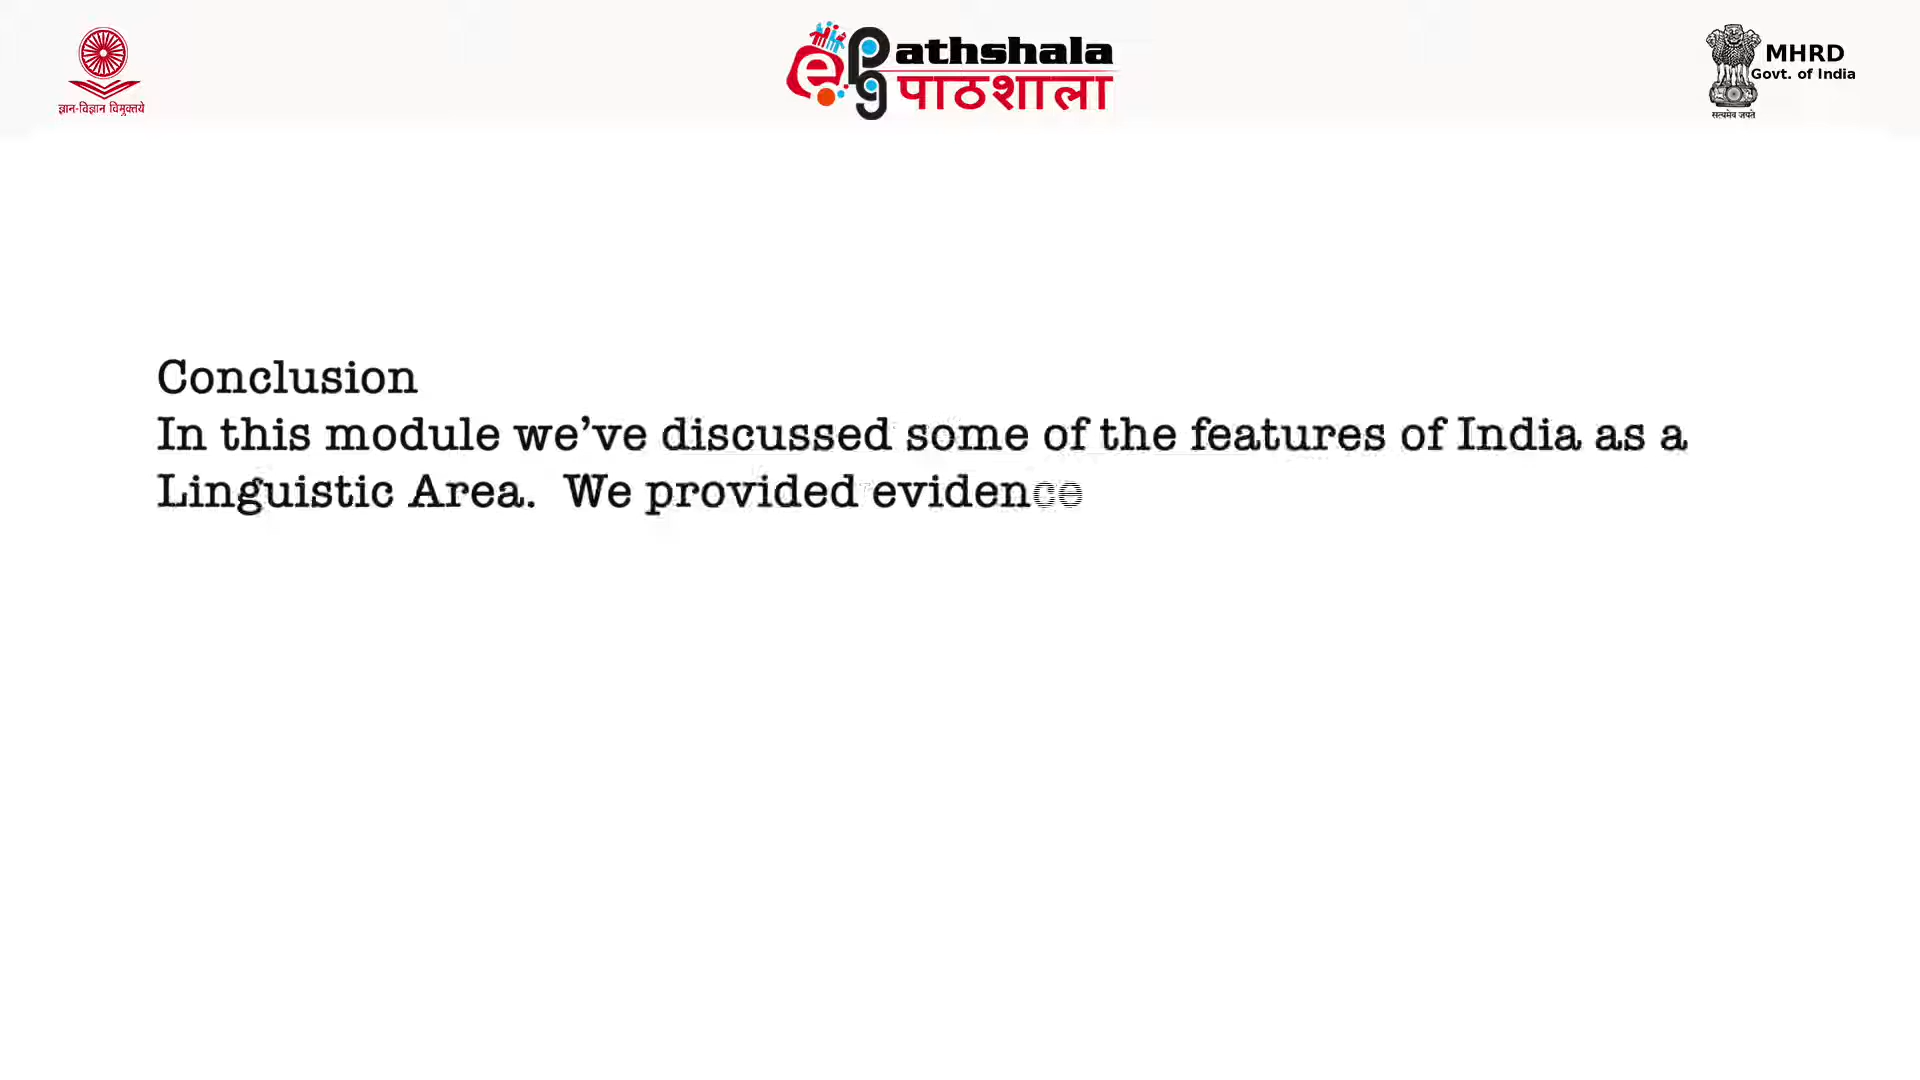 ज्ञान-विज्ञान विमुक्तये
ePG Pathshala
पाठशाला
MHRD
Govt. of India
सत्यमेव जयते
Conclusion
In this module we’ve discussed some of the features of India as a
Linguistic Area.  We provided evidence